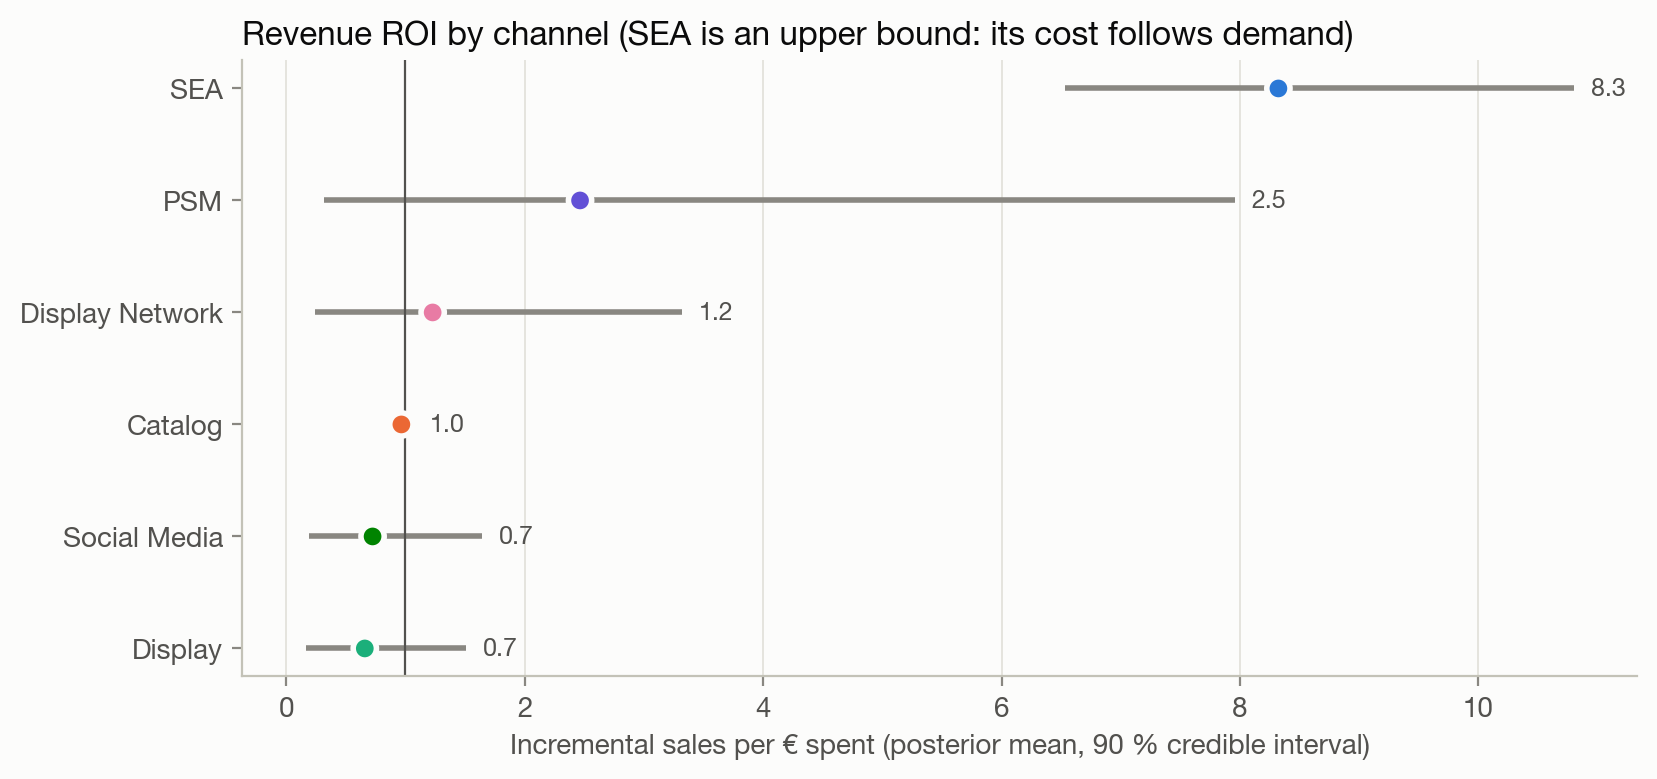 Revenue ROI by channel (SEA is an upper bound: its cost follows demand)
SEA
8.3
PSM
2.5
Display Network
1.2
Catalog
1.0
Social Media
0.7
Display
0.7
0 2 4 6 8 10
Incremental sales per € spent (posterior mean, 90 % credible interval)